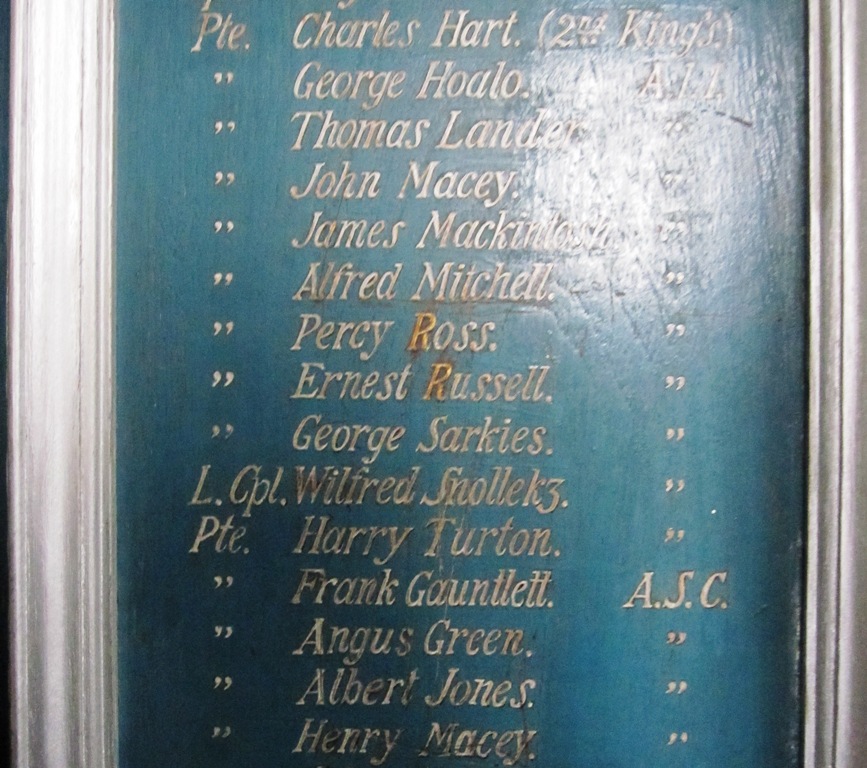 Pte. Charles Hart. (2nd King's.)
" George Hoalo.
" Thomas Lander "
" John Macey. "
" James Mackintosh "
" Alfred Mitchell. "
" Percy Ross. "
" Ernest Russell. "
" George Sarkies. "
L. Cpl. Wilfred Snollekz. "
Pte. Harry Turton. "
" Frank Gauntlett. A.S.C.
" Angus Green. "
" Albert Jones. "
" Henry Macey. "